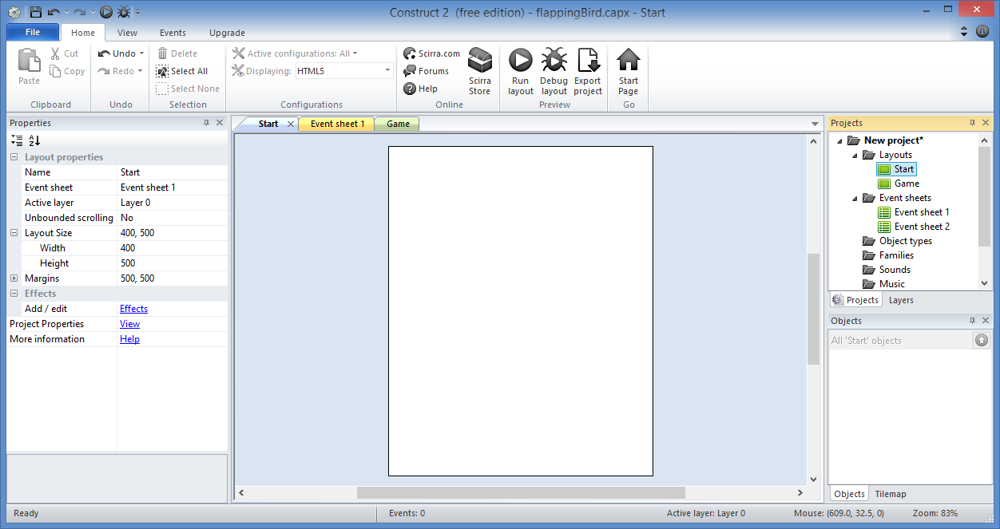 Construct 2 (free edition) - flappingBird.capx - Start
File Home View Events Upgrade
Paste
Cut
Copy
Clipboard
Undo
Redo
Undo
Delete
Select All
Select None
Selection
Active configurations: All
Displaying: HTML5
Configurations
Scirra.com
Forums
Help
Scirra
Store
Online
Run
layout
Debug
layout
Export
project
Preview
Start
Page
Go
Properties
Layout properties
Name Start
Event sheet Event sheet 1
Active layer Layer 0
Unbounded scrolling No
Layout Size 400, 500
Width 400
Height 500
Margins 500, 500
Effects
Add / edit Effects
Project Properties View
More information Help
Start Event sheet 1 Game
Projects
New project*
Layouts
Start
Game
Event sheets
Event sheet 1
Event sheet 2
Object types
Families
Sounds
Music
Projects Layers
Objects
All 'Start' objects
Objects Tilemap
Ready Events: 0 Active layer: Layer 0 Mouse: (609.0, 32.5, 0) Zoom: 83%